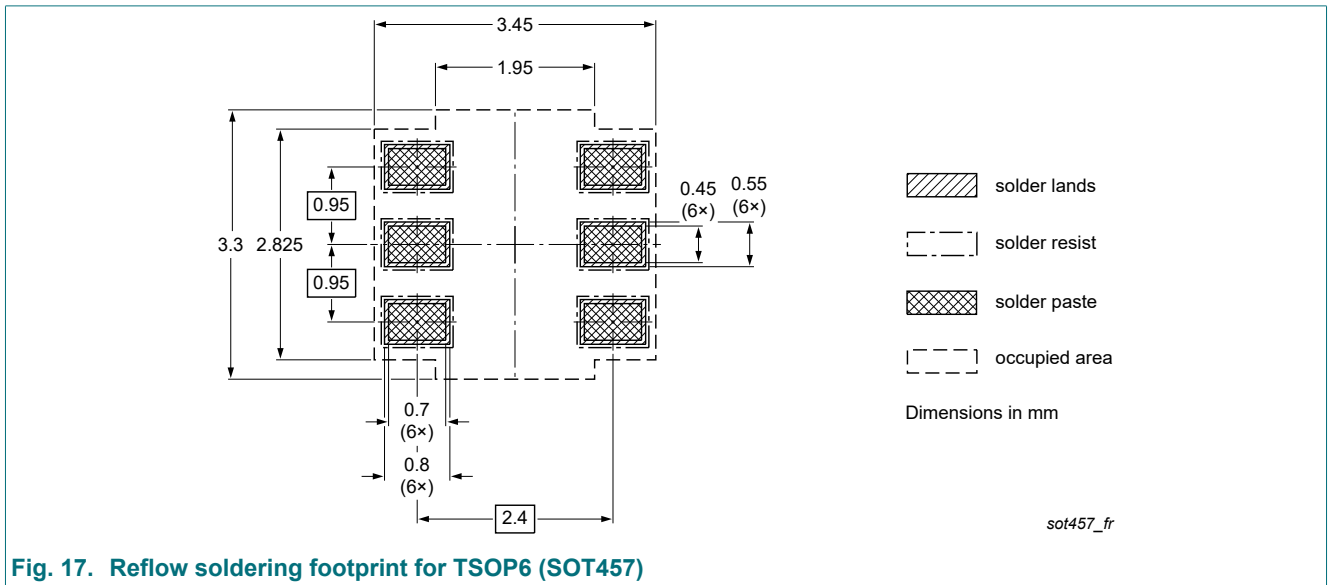 3.45
1.95
0.95
3.3
2.825
0.95
0.45
(6×)
0.55
(6×)
0.7
(6×)
0.8
(6×)
2.4
solder lands
solder resist
solder paste
occupied area
Dimensions in mm
sot457_fr
Fig. 17. Reflow soldering footprint for TSOP6 (SOT457)